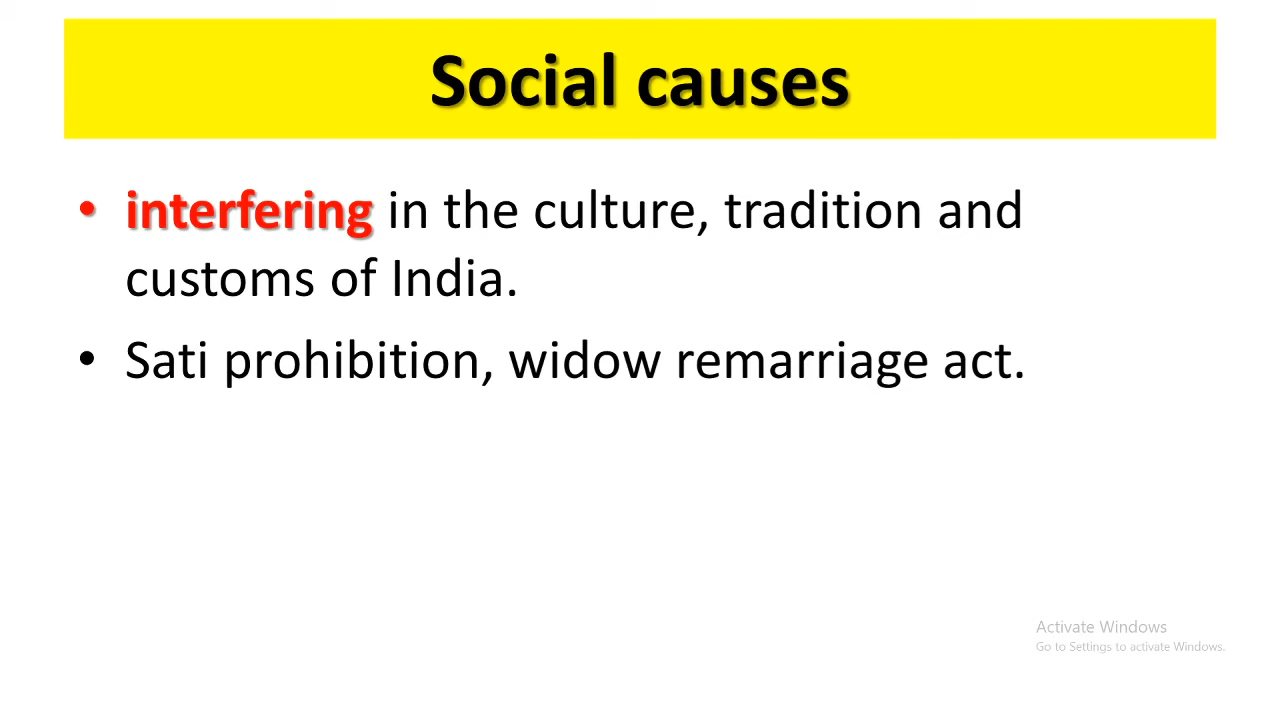 Social causes
• interfering in the culture, tradition and
customs of India.
• Sati prohibition, widow remarriage act.
Activate Windows
Go to Settings to activate Windows.